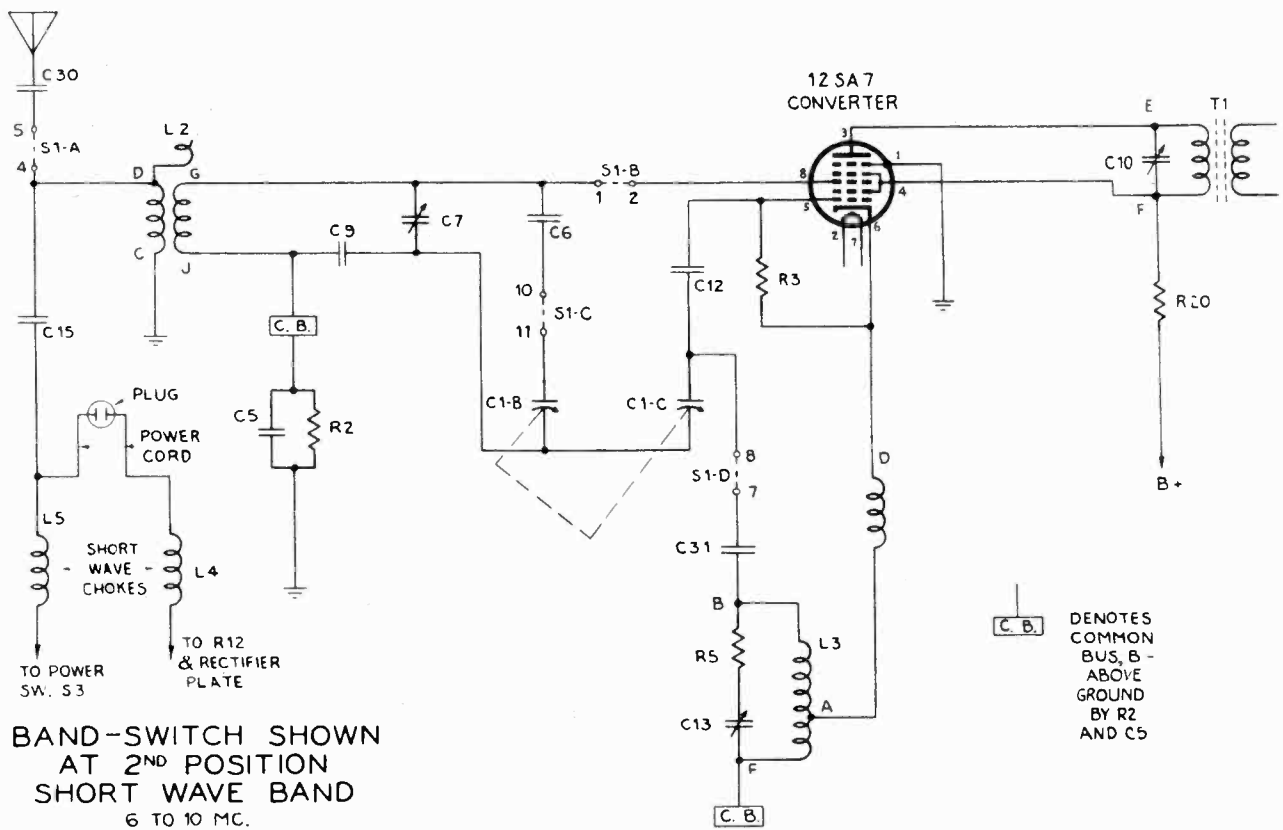 C30
5
S1-A
4
L2
D
G
C
J
C15
PLUG
POWER
CORD
L5
SHORT
WAVE
CHOKES
L4
TO POWER
SW. S3
TO R12
& RECTIFIER
PLATE
C9
C.B.
C5
R2
C7
C6
10
S1-C
11
C1-B
C1-C
S1-B
1
2
12SA7
CONVERTER
3
1
8
4
5
2
7
6
C12
R3
8
S1-D
7
C31
B
R5
L3
A
C13
F
C.B.
D
E
T1
C10
F
B+
C.B.
DENOTES
COMMON
BUS, B-
ABOVE
GROUND
BY R2
AND C5
BAND-SWITCH SHOWN
AT 2ND POSITION
SHORT WAVE BAND
6 TO 10 MC.